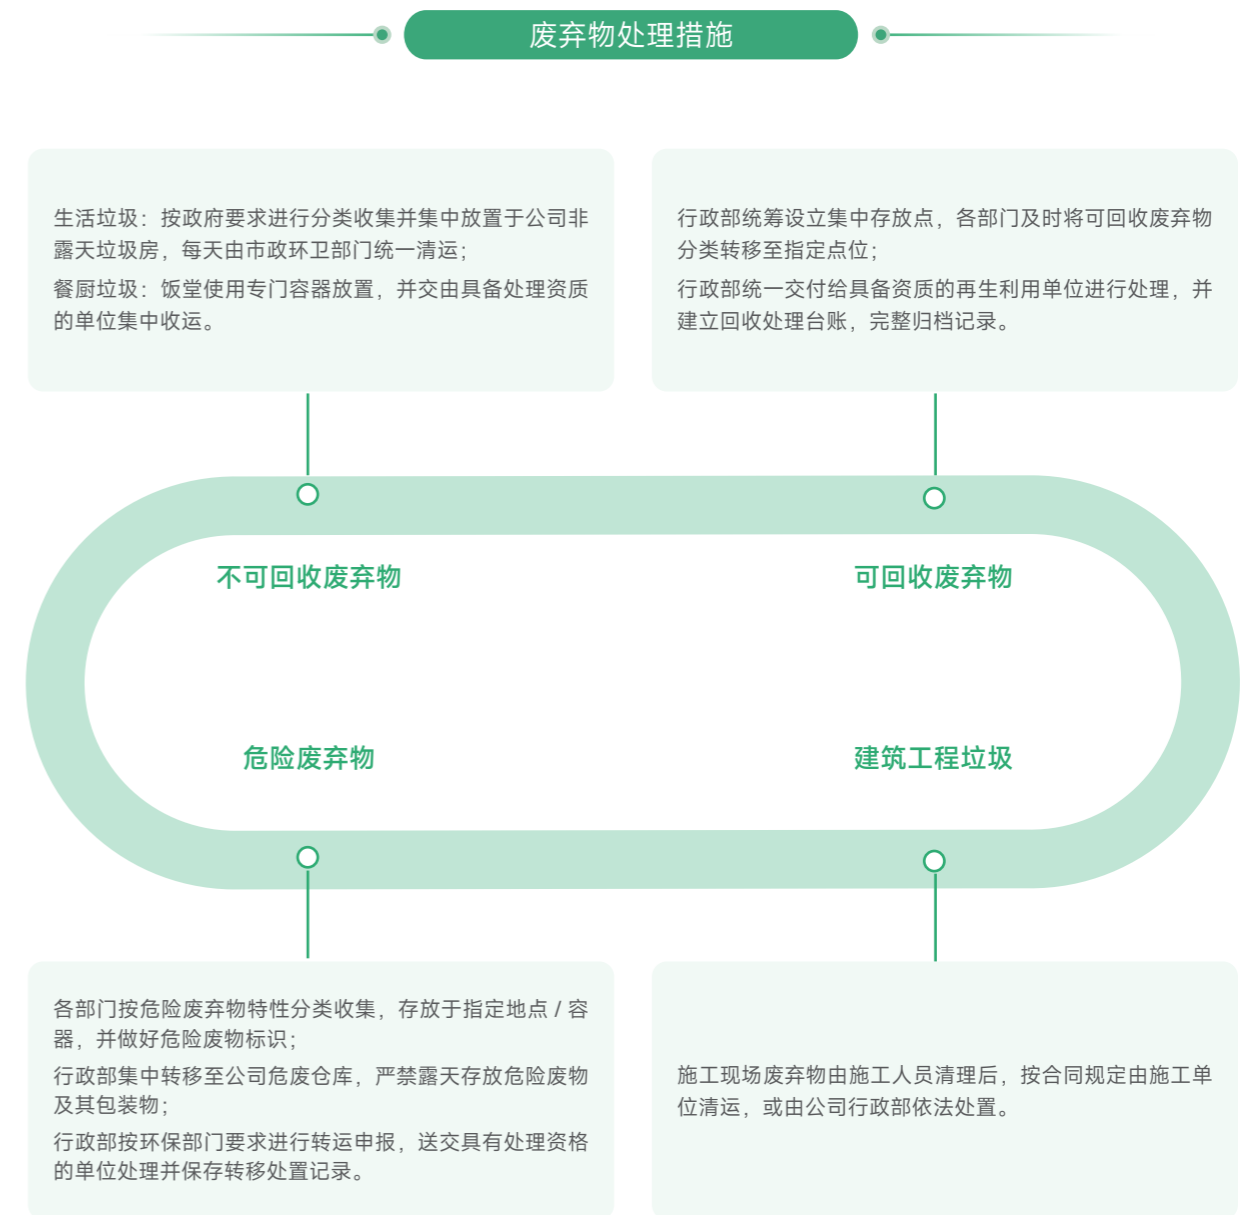 废弃物处理措施
生活垃圾：按政府要求进行分类收集并集中放置于公司非
露天垃圾房，每天由市政环卫部门统一清运；
餐厨垃圾：饭堂使用专门容器放置，并交由具备处理资质
的单位集中收运。
行政部统筹设立集中存放点，各部门及时将可回收废弃物
分类转移至指定点位；
行政部统一交付给具备资质的再生利用单位进行处理，并
建立回收处理台账，完整归档记录。
不可回收废弃物
可回收废弃物
危险废弃物
建筑工程垃圾
各部门按危险废弃物特性分类收集，存放于指定地点 / 容
器，并做好危险废物标识；
行政部集中转移至公司危废仓库，严禁露天存放危险废物
及其包装物；
行政部按环保部门要求进行转运申报，送交具有处理资格
的单位处理并保存转移处置记录。
施工现场废弃物由施工人员清理后，按合同规定由施工单
位清运，或由公司行政部依法处置。